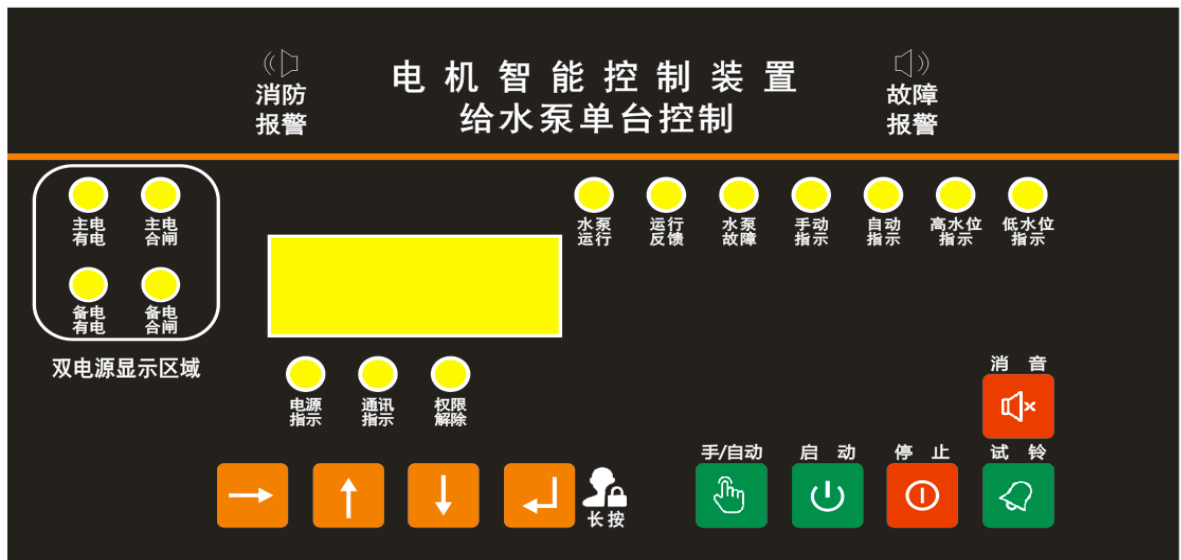 消防
报警
电机智能控制装置
给水泵单台控制
故障
报警
主电
有电
主电
合闸
备电
有电
备电
合闸
双电源显示区域
水泵
运行
运行
反馈
水泵
故障
手动
指示
自动
指示
高水位
指示
低水位
指示
电源
指示
通讯
指示
权限
解除
长按
消 音
手/自动
启 动
停 止
试 铃